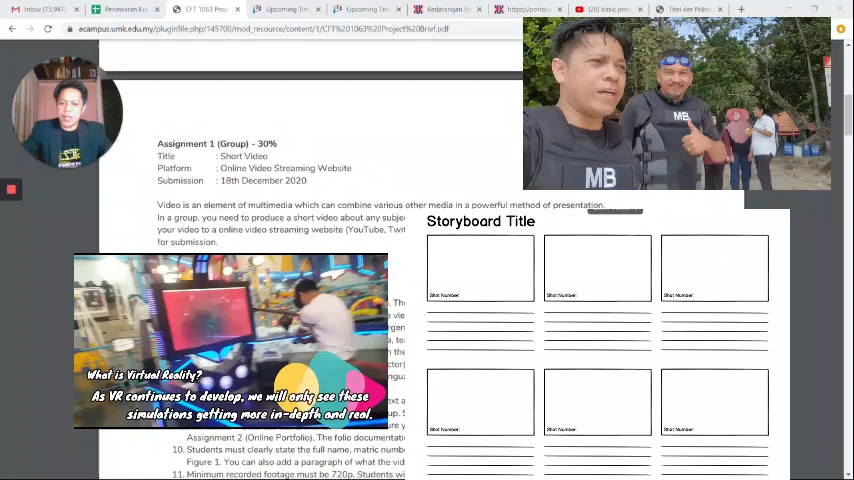 Inbox (15,947)
Penawaran Ku
CFT 1063 Proj
Upcoming Tim
Upcoming Tim
Kedatangan Se
https://portal
(26) basic prin
Titel der Präse
ecampus.umk.edu.my/pluginfile.php/145700/mod_resource/content/1/CFT%201063%20Project%20Brief.pdf
MB
MB
Assignment 1 (Group) - 30%
Title : Short Video
Platform : Online Video Streaming Website
Submission : 18th December 2020
Video is an element of multimedia which can combine various other media in a powerful method of presentation.
In a group, you need to produce a short video about any subje
your video to a online video streaming website (YouTube, Twit
for submission.
Storyboard Title
Shot Number:
Shot Number:
Shot Number:
Shot Number:
Shot Number:
Shot Number:
What is Virtual Reality?
As VR continues to develop, we will only see these
simulations getting more in-depth and real.
Assignment 2 (Online Portfolio). The folio documentat
10. Students must clearly state the full name, matric numb
Figure 1. You can also add a paragraph of what the vid
11. Minimum recorded footage must be 720p. Students wi